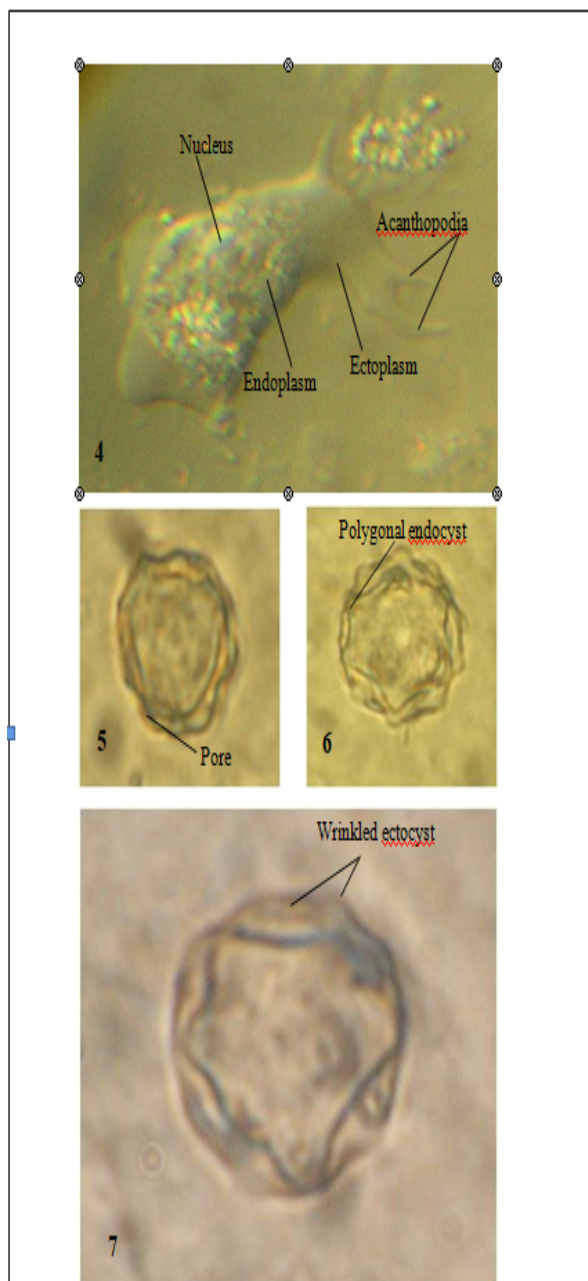 Nucleus
Acanthopodia
Ectoplasm
Endoplasm
4
Polygonal endocyst
5
6
Pore
Wrinkled ectocyst
7